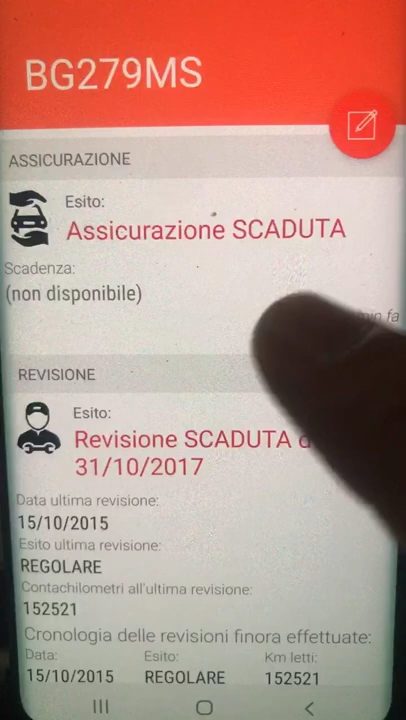 BG279MS
ASSICURAZIONE
Esito:
Assicurazione SCADUTA
Scadenza:
(non disponibile)
fa
REVISIONE
Esito:
Revisione SCADUTA
31/10/2017
Data ultima revisione:
15/10/2015
Esito ultima revisione:
REGOLARE
Contachilometri all'ultima revisione:
152521
Cronologia delle revisioni finora effettuate:
Data: Esito: Km letti:
15/10/2015 REGOLARE 152521